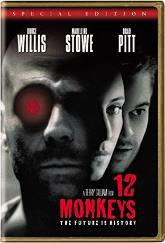 SPECIAL EDITION
BRUCE WILLIS
MADELEINE STOWE
BRAD PITT
A TERRY GILLIAM FILM
12
MONKEYS
THE FUTURE IS HISTORY